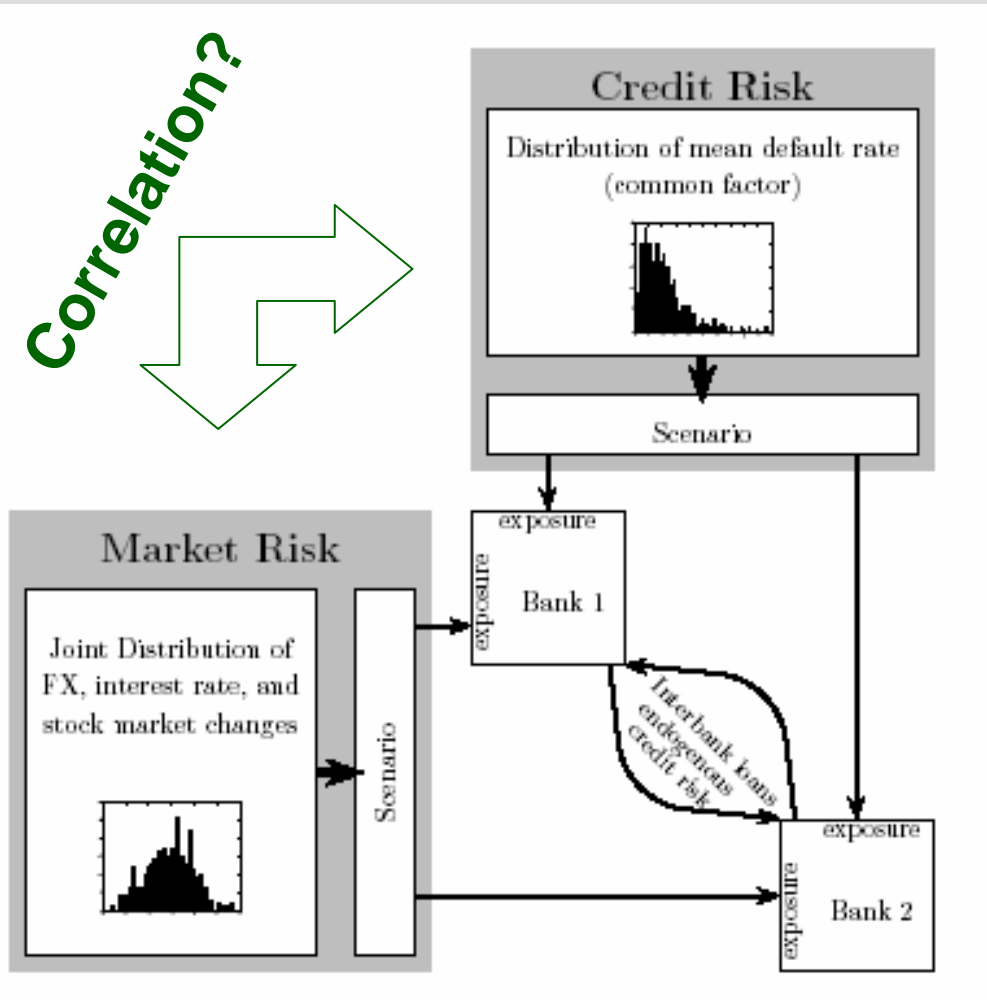 Correlation?
Credit Risk
Distribution of mean default rate
(common factor)
Scenario
Market Risk
Joint Distribution of
FX, interest rate, and
stock market changes
Scenario
exposure
exposure
Bank 1
Interbank loans
endogenous
credit risk
exposure
exposure
Bank 2